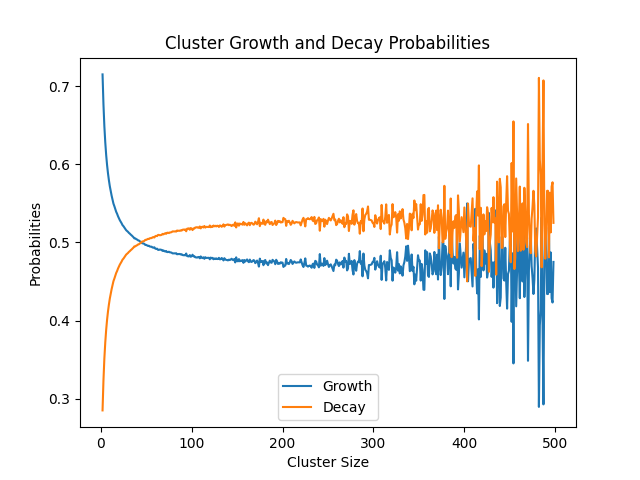 Cluster Growth and Decay Probabilities
0.7
0.6
0.5
0.4
0.3
Probabilities
Growth
Decay
0
100
200
300
400
500
Cluster Size